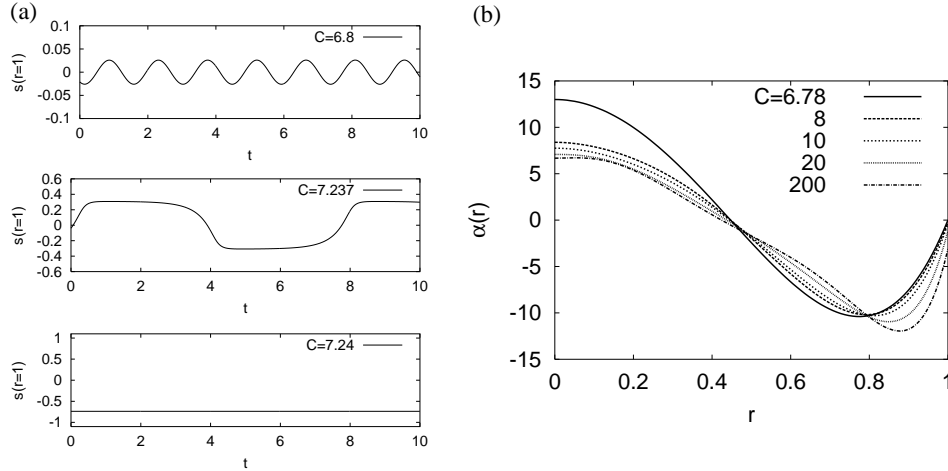 (a)
0.1
0.05
0
-0.05
-0.1
s(r=1)
C=6.8
0 2 4 6 8 10
t
0.6
0.4
0.2
0
-0.2
-0.4
-0.6
s(r=1)
C=7.237
0 2 4 6 8 10
t
1
0.5
0
-0.5
-1
s(r=1)
C=7.24
0 2 4 6 8 10
t
(b)
15
10
5
0
-5
-10
-15
α(r)
C=6.78
8
10
20
200
0 0.2 0.4 0.6 0.8 1
r